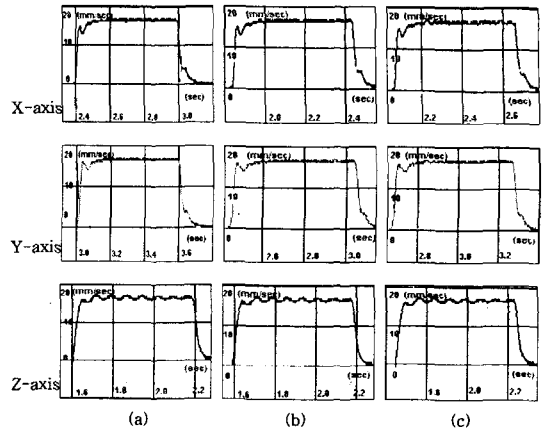 20 (mm/sec) 20 (mm/sec) 20 (mm/sec)
10 10 10
0 0 0
(sec) (sec) (sec)
X-axis 2.4 2.6 2.8 3.0 2.0 2.2 2.4 2.2 2.4 2.6
20 (mm/sec) 20 (mm/sec) 20 (mm/sec)
10 10 10
0 0 0
(sec) (sec) (sec)
Y-axis 3.0 3.2 3.4 3.6 2.6 2.8 3.0 2.8 3.0 3.2
20 (mm/sec) 20 (mm/sec) 20 (mm/sec)
10 10 10
0 0 0
(sec) (sec) (sec)
Z-axis 1.6 1.8 2.0 2.2 1.6 1.8 2.0 2.2 1.6 1.8 2.0 2.2
(a) (b) (c)